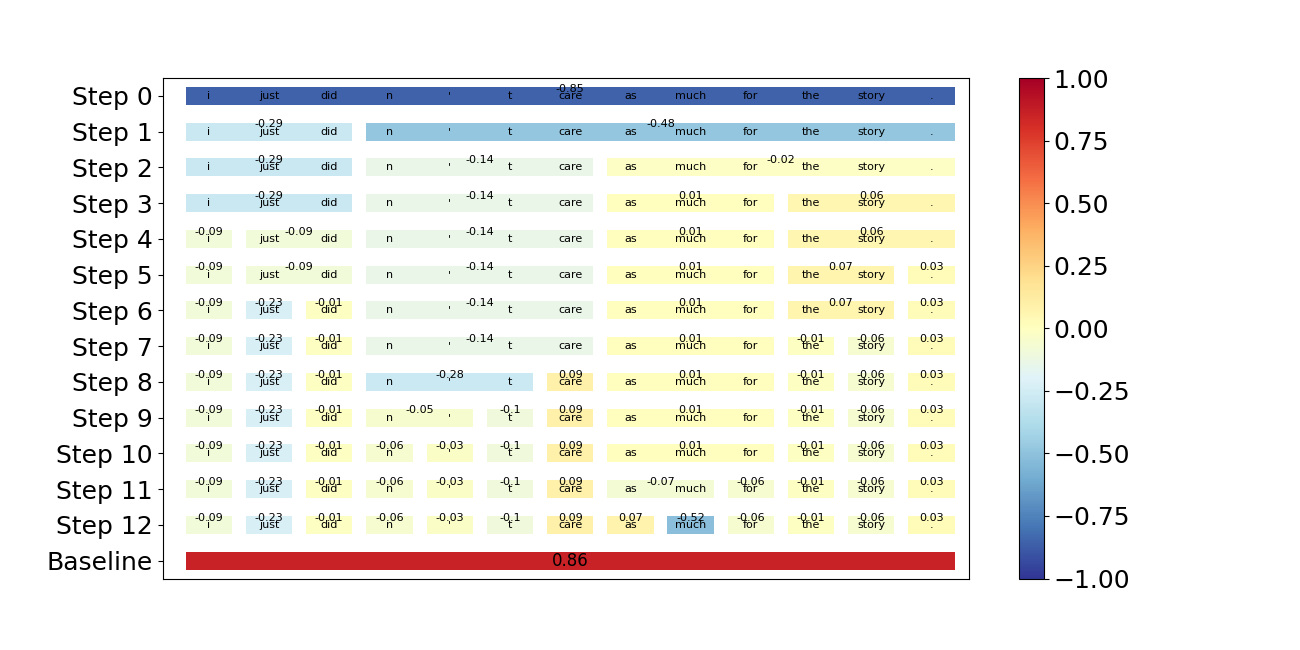 1.00
-0.85
Step 0 i just did n ' t care as much for the story .
-0.29 -0.48
Step 1 i just did n ' t care as much for the story .
0.75
-0.29 -0.14 -0.02
Step 2 i just did n ' t care as much for the story .
-0.29 -0.14 0.01 0.06
Step 3 i just did n ' t care as much for the story .
0.50
-0.09 -0.09 -0.14 0.01 0.06
Step 4 i just did n ' t care as much for the story .
0.25
-0.09 -0.09 -0.14 0.01 0.07 0.03
Step 5 i just did n ' t care as much for the story .
-0.09 -0.23 -0.01 -0.14 0.01 0.07 0.03
Step 6 i just did n ' t care as much for the story .
0.00
-0.09 -0.23 -0.01 -0.14 0.01 -0.01 -0.06 0.03
Step 7 i just did n ' t care as much for the story .
-0.09 -0.23 -0.01 -0.28 0.09 0.01 -0.01 -0.06 0.03
Step 8 i just did n ' t care as much for the story .
−0.25
-0.09 -0.23 -0.01 -0.05 -0.1 0.09 0.01 -0.01 -0.06 0.03
Step 9 i just did n ' t care as much for the story .
-0.09 -0.23 -0.01 -0.06 -0.03 -0.1 0.09 0.01 -0.01 -0.06 0.03
Step 10 i just did n ' t care as much for the story .
−0.50
-0.09 -0.23 -0.01 -0.06 -0.03 -0.1 0.09 -0.07 -0.06 -0.01 -0.06 0.03
Step 11 i just did n ' t care as much for the story .
−0.75
-0.09 -0.23 -0.01 -0.06 -0.03 -0.1 0.09 0.07 -0.52 -0.06 -0.01 -0.06 0.03
Step 12 i just did n ' t care as much for the story .
Baseline 0.86
−1.00